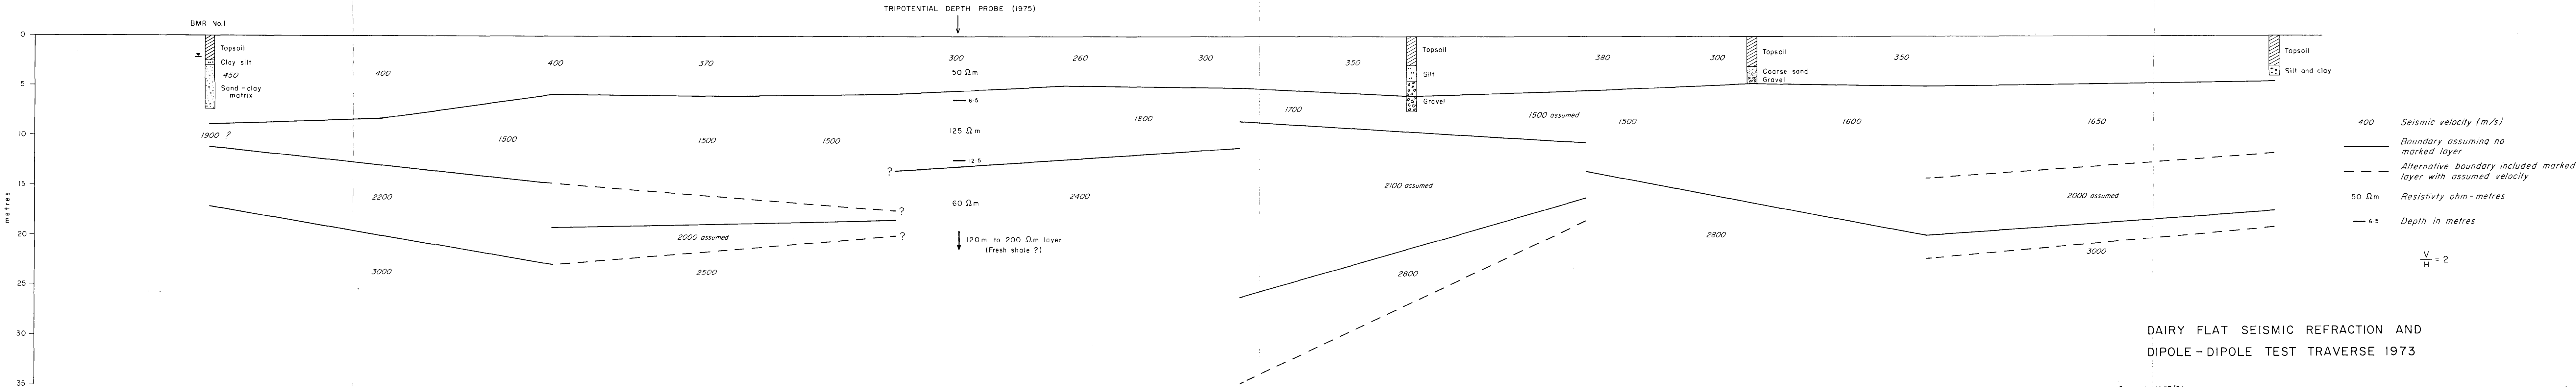 TRIPOTENTIAL DEPTH PROBE (1975)
BMR No.1
metres
0
5
10
15
20
25
30
35
Topsoil
Clay silt
450
Sand-clay
matrix
1900 ?
400
2200
3000
400
1500
370
1500
2000 assumed
2500
1500
?
?
?
300
50 Ωm
6·5
125 Ωm
12·5
60 Ωm
120m to 200 Ωm layer
(Fresh shale ?)
260
2400
1800
300
1700
350
Topsoil
Silt
Gravel
2100 assumed
2800
1500 assumed
380
1500
300
2800
Topsoil
Coarse sand
Gravel
350
1600
1650
2000 assumed
3000
Topsoil
Silt and clay
400 Seismic velocity (m/s)
Boundary assuming no
marked layer
Alternative boundary included marked
layer with assumed velocity
50 Ωm Resistivty ohm-metres
6·5 Depth in metres
V/H = 2
DAIRY FLAT SEISMIC REFRACTION AND
DIPOLE-DIPOLE TEST TRAVERSE 1973